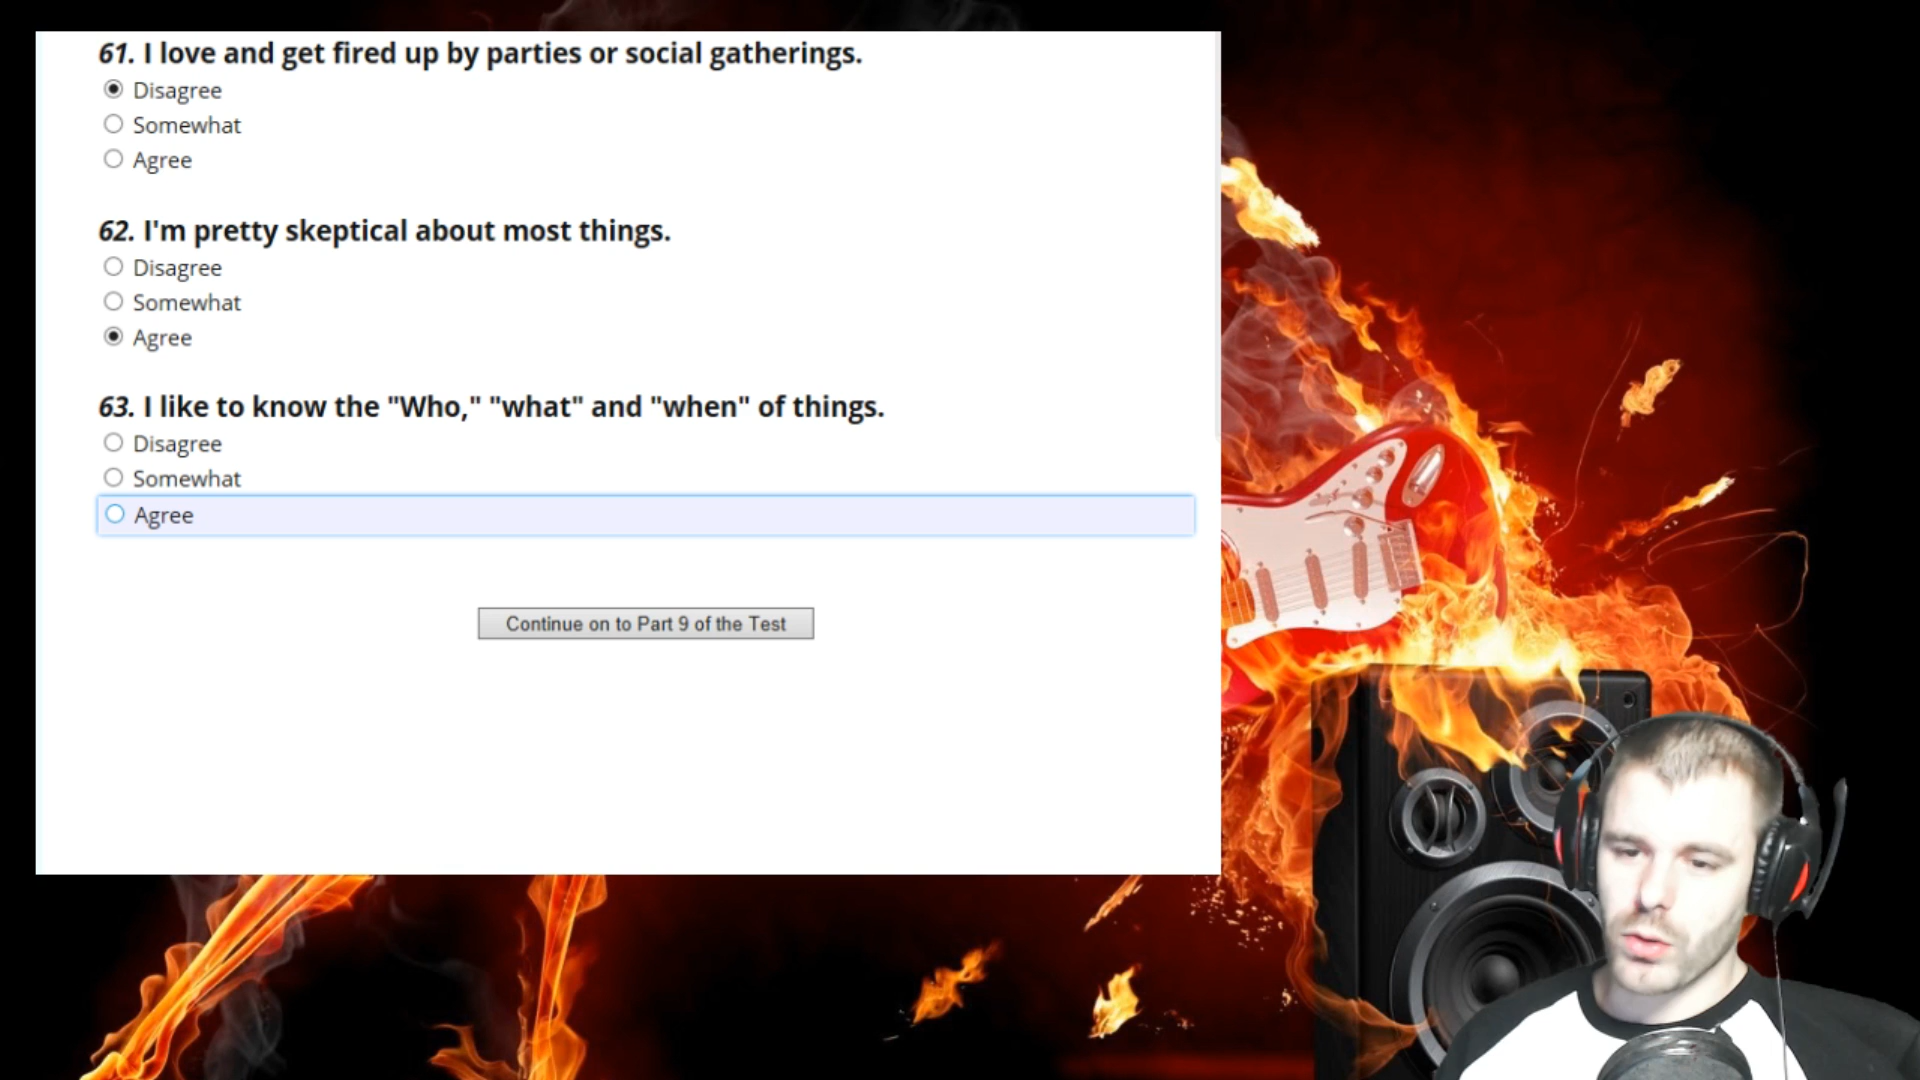 61. I love and get fired up by parties or social gatherings.
Disagree
Somewhat
Agree
62. I'm pretty skeptical about most things.
Disagree
Somewhat
Agree
63. I like to know the "Who," "what" and "when" of things.
Disagree
Somewhat
Agree
Continue on to Part 9 of the Test